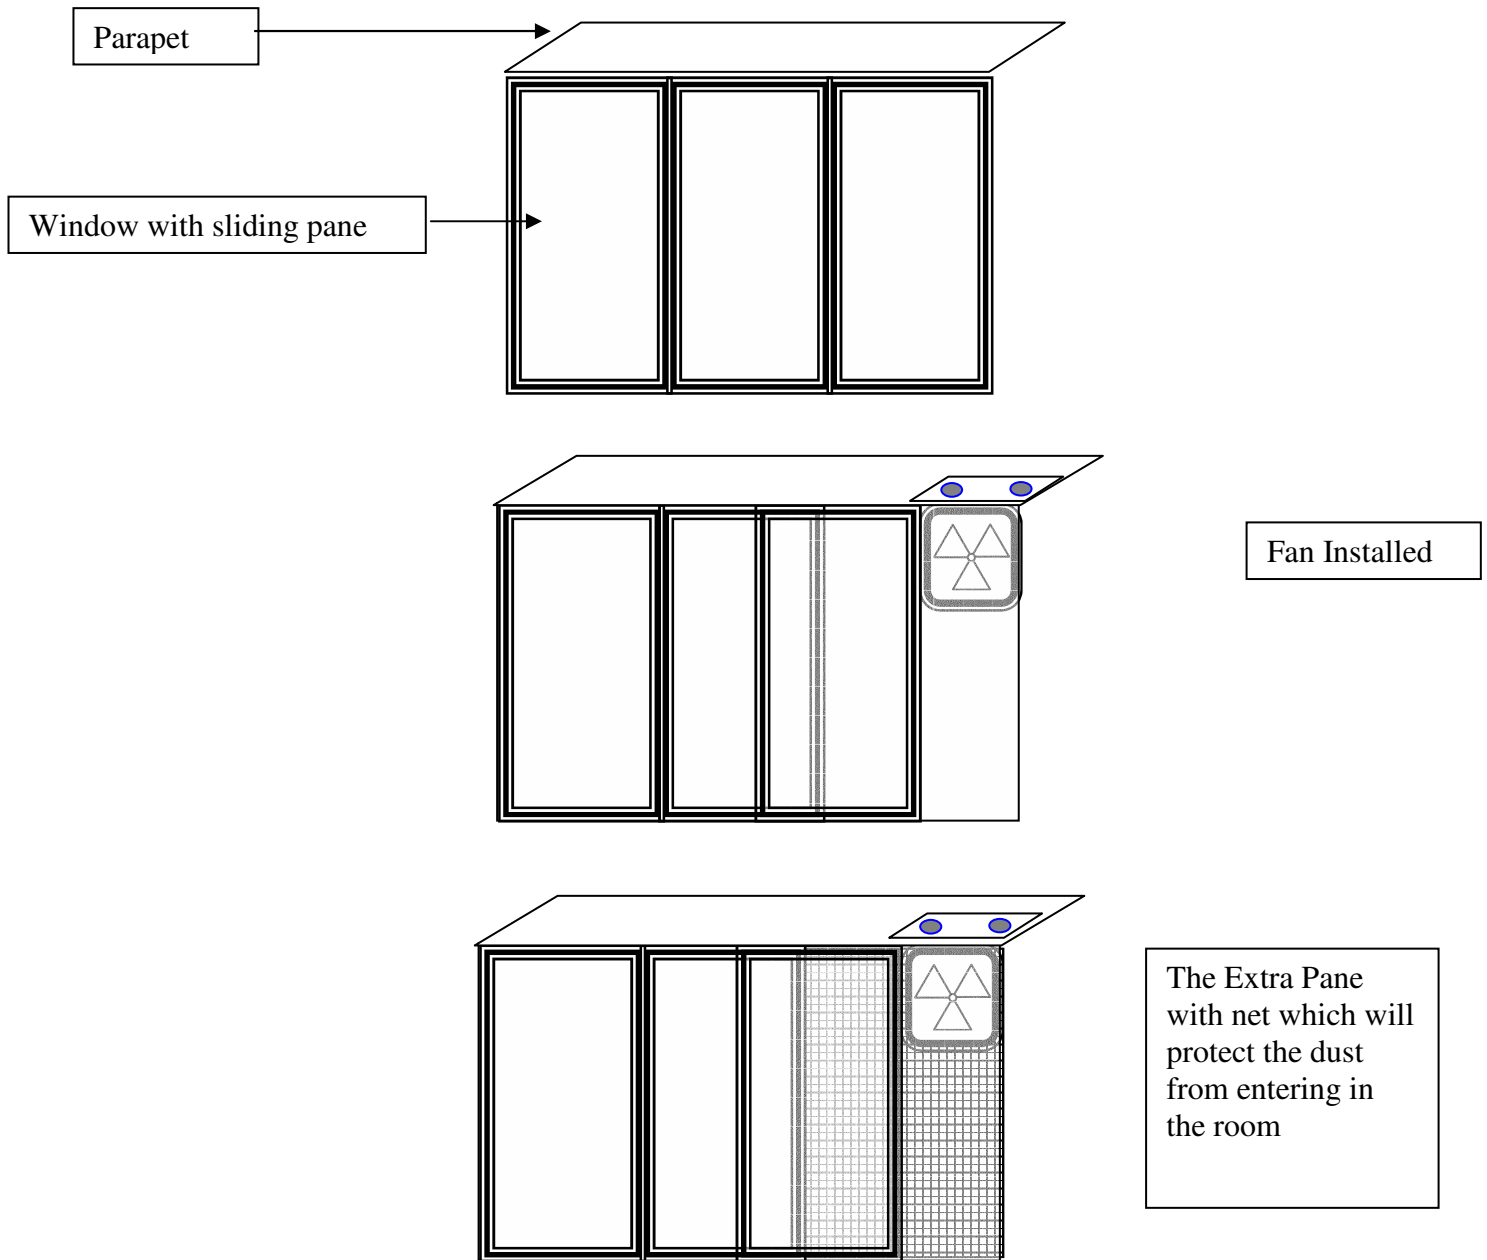 Parapet
Window with sliding pane
Fan Installed
The Extra Pane
with net which will
protect the dust
from entering in
the room